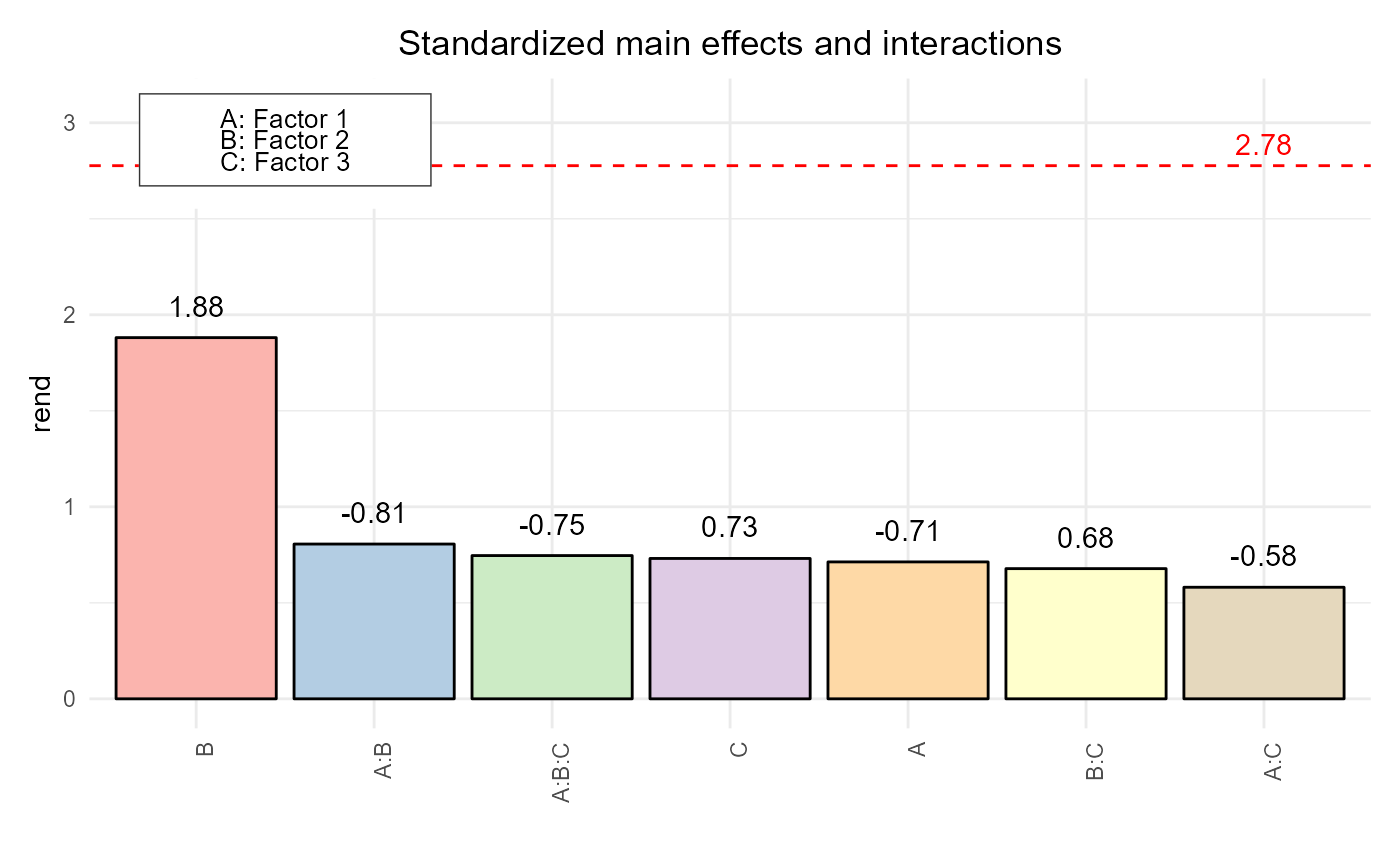 Standardized main effects and interactions
A: Factor 1
B: Factor 2
C: Factor 3
3
2.78
2
1.88
rend
1
-0.81
-0.75
0.73
-0.71
0.68
-0.58
0
B
A:B
A:B:C
C
A
B:C
A:C